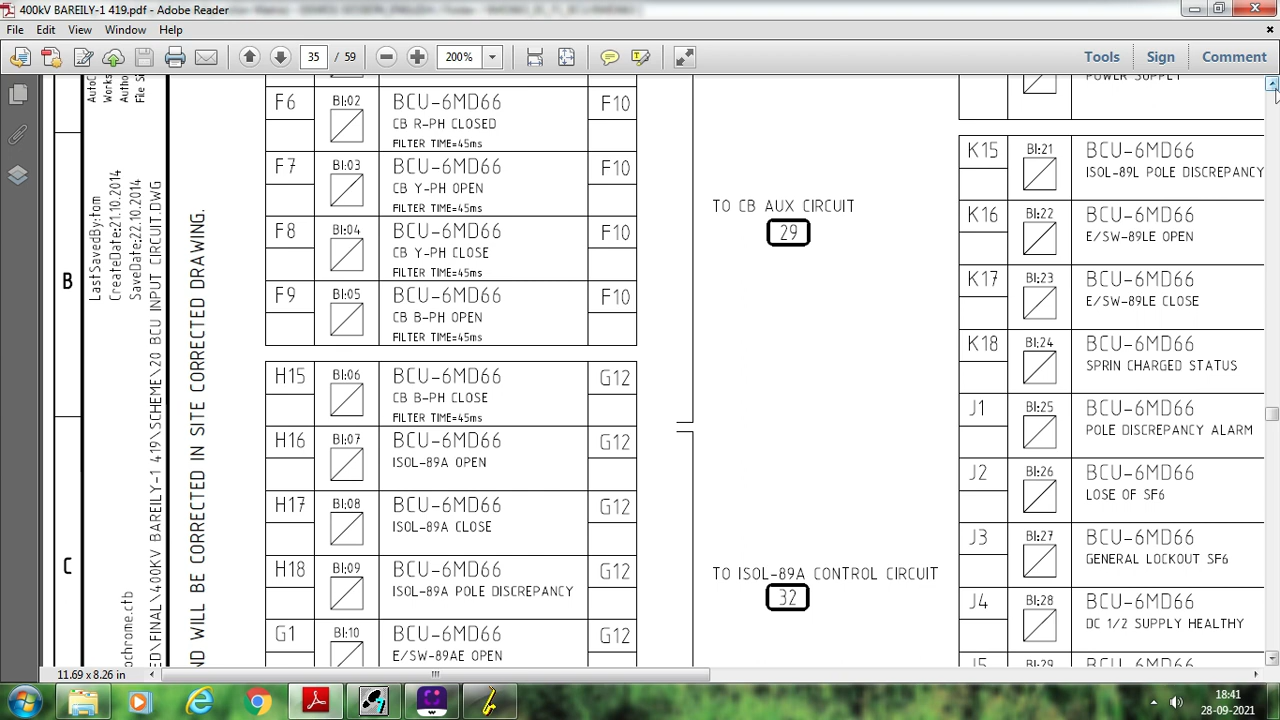 400kV BAREILY-1 419.pdf - Adobe Reader
File Edit View Window Help
35 / 59 200% Tools Sign Comment
B
C
LastSavedBy:tom
CreateDate:21.10.2014
SaveDate:22.10.2014
ED\FINAL\400KV BAREILY-1 419\SCHEME\20 BCU INPUT CIRCUIT.DWG
ochrome.ctb
AND WILL BE CORRECTED IN SITE CORRECTED DRAWING.
F6 BI:02 BCU-6MD66 F10
CB R-PH CLOSED
FILTER TIME=45ms
F7 BI:03 BCU-6MD66 F10
CB Y-PH OPEN
FILTER TIME=45ms
F8 BI:04 BCU-6MD66 F10
CB Y-PH CLOSE
FILTER TIME=45ms
F9 BI:05 BCU-6MD66 F10
CB B-PH OPEN
FILTER TIME=45ms
H15 BI:06 BCU-6MD66 G12
CB B-PH CLOSE
FILTER TIME=45ms
H16 BI:07 BCU-6MD66 G12
ISOL-89A OPEN
H17 BI:08 BCU-6MD66 G12
ISOL-89A CLOSE
H18 BI:09 BCU-6MD66 G12
ISOL-89A POLE DISCREPANCY
G1 BI:10 BCU-6MD66 G12
E/SW-89AE OPEN
TO CB AUX CIRCUIT
29
TO ISOL-89A CONTROL CIRCUIT
32
POWER SUPPLY
K15 BI:21 BCU-6MD66
ISOL-89L POLE DISCREPANCY
K16 BI:22 BCU-6MD66
E/SW-89LE OPEN
K17 BI:23 BCU-6MD66
E/SW-89LE CLOSE
K18 BI:24 BCU-6MD66
SPRIN CHARGED STATUS
J1 BI:25 BCU-6MD66
POLE DISCREPANCY ALARM
J2 BI:26 BCU-6MD66
LOSE OF SF6
J3 BI:27 BCU-6MD66
GENERAL LOCKOUT SF6
J4 BI:28 BCU-6MD66
DC 1/2 SUPPLY HEALTHY
J5 BI:29 BCU-6MD66
11.69 x 8.26 in
18:41
28-09-2021